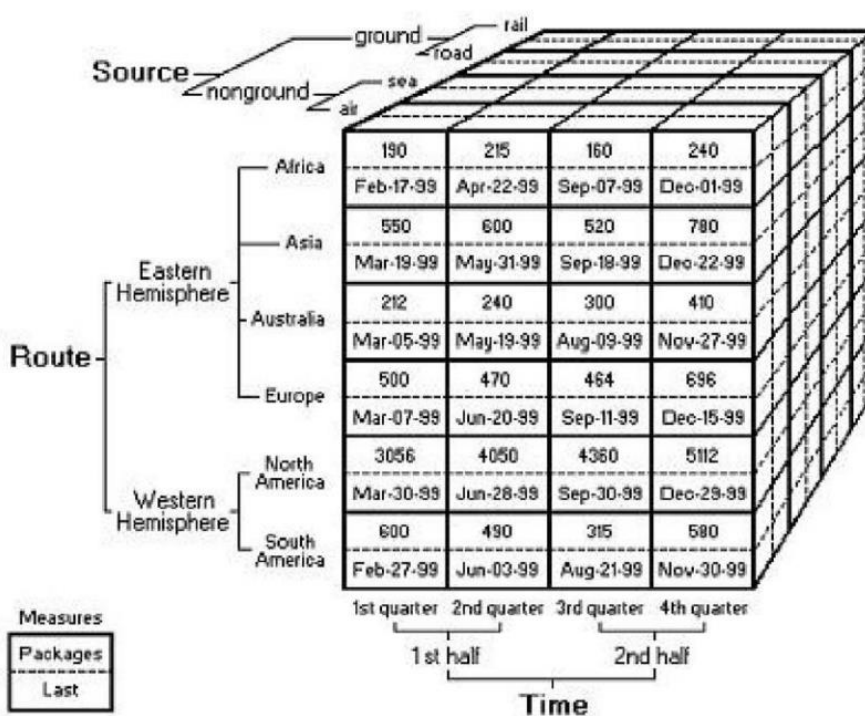 rail
ground
road
Source
sea
nonground
air
190 215 160 240
Africa
Feb-17-99 Apr-22-99 Sep-07-99 Dec-01-99
550 600 520 780
Asia
Mar-19-99 May-31-99 Sep-18-99 Dec-22-99
Eastern
Hemisphere
212 240 300 410
Australia
Mar-05-99 May-19-99 Aug-09-99 Nov-27-99
Route
500 470 464 696
Europe
Mar-07-99 Jun-20-99 Sep-11-99 Dec-15-99
3056 4050 4360 5112
North
America
Mar-30-99 Jun-28-99 Sep-30-99 Dec-29-99
Western
Hemisphere
600 490 315 580
South
America
Feb-27-99 Jun-03-99 Aug-21-99 Nov-30-99
Measures
1st quarter 2nd quarter 3rd quarter 4th quarter
Packages
1st half 2nd half
Last
Time